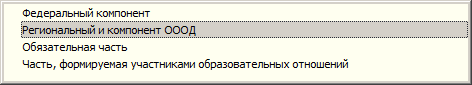 Федеральный компонент
Региональный и компонент ОООД
Обязательная часть
Часть, формируемая участниками образовательных отношений